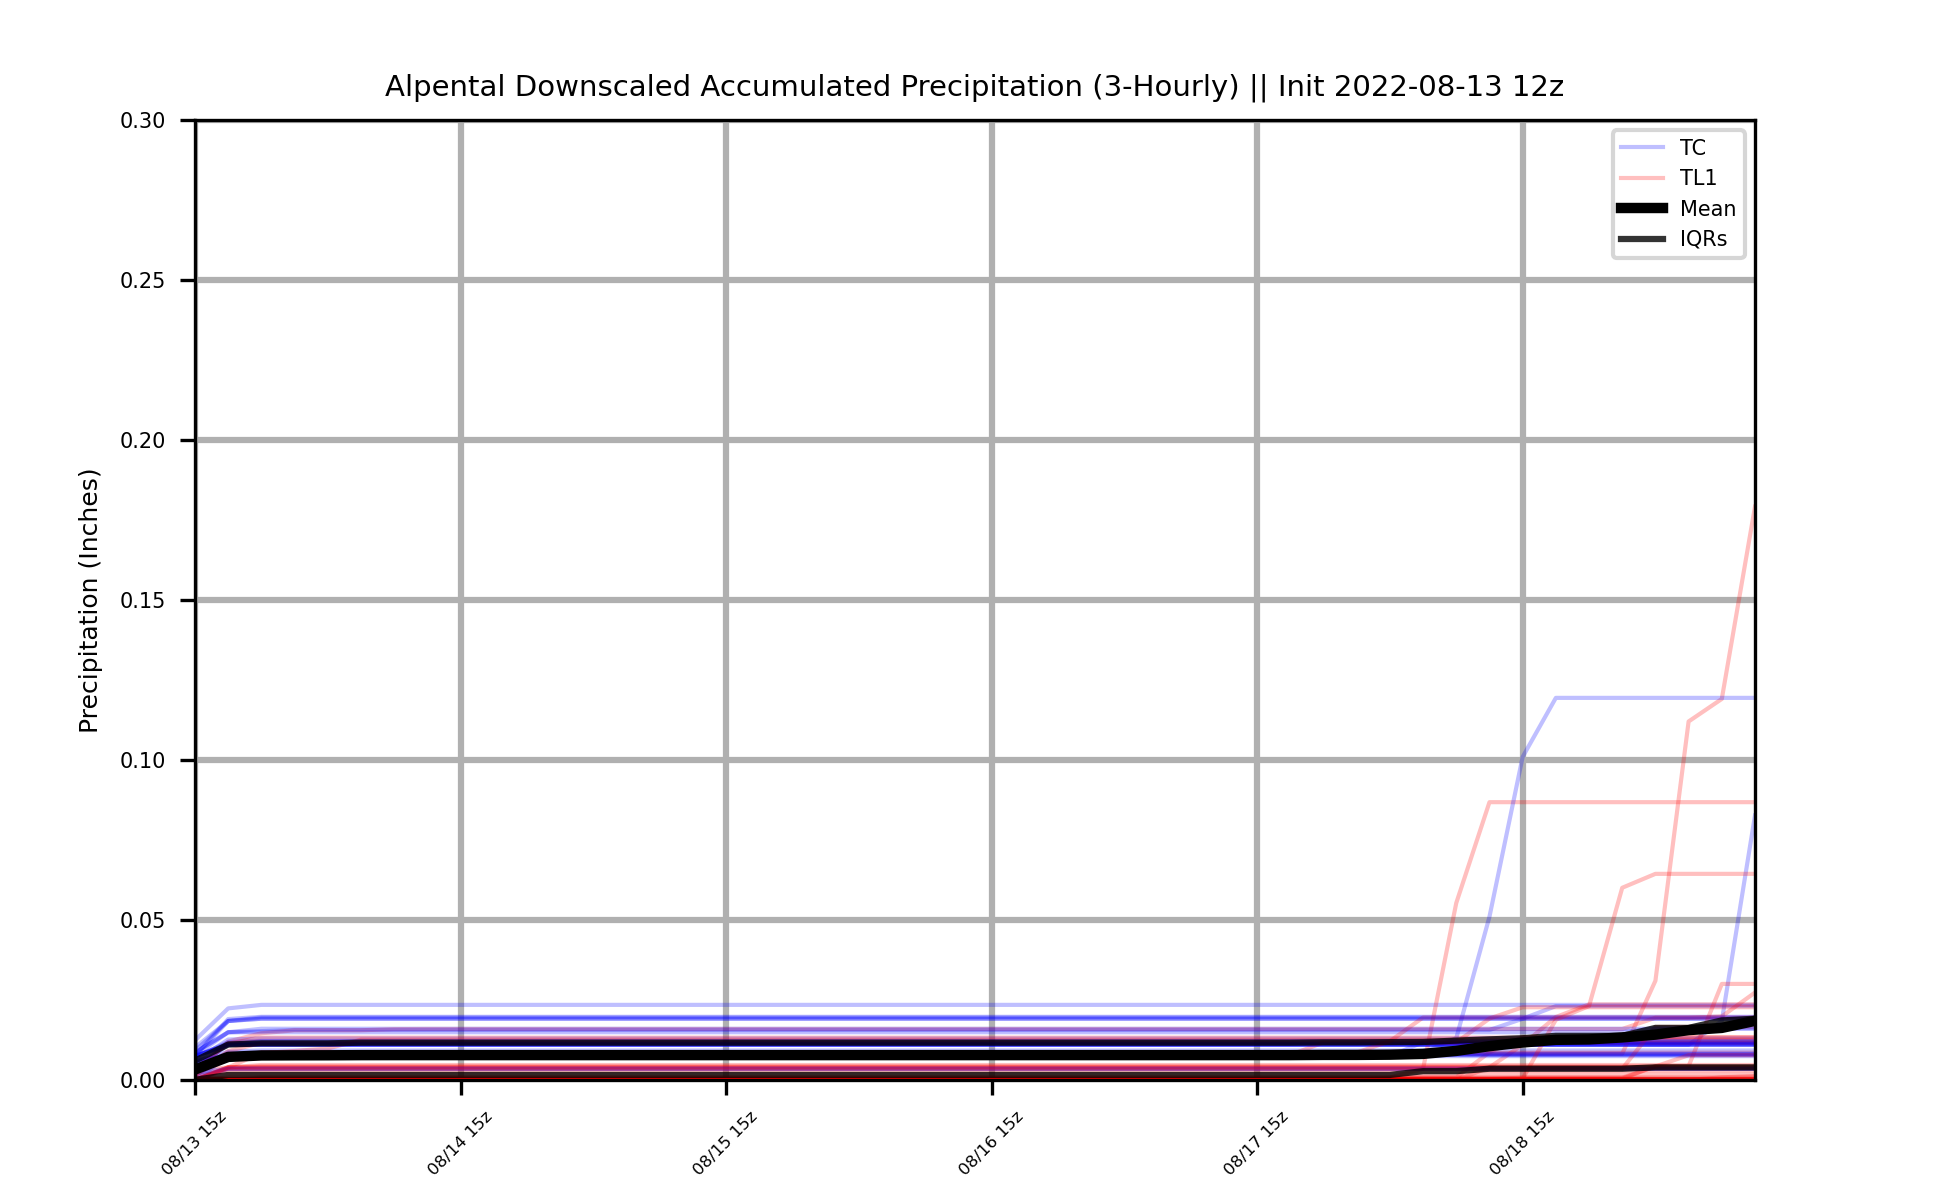 Alpental Downscaled Accumulated Precipitation (3-Hourly) || Init 2022-08-13 12z
TC
TL1
Mean
IQRs
Precipitation (Inches)
0.30
0.25
0.20
0.15
0.10
0.05
0.00
08/13 15z
08/14 15z
08/15 15z
08/16 15z
08/17 15z
08/18 15z